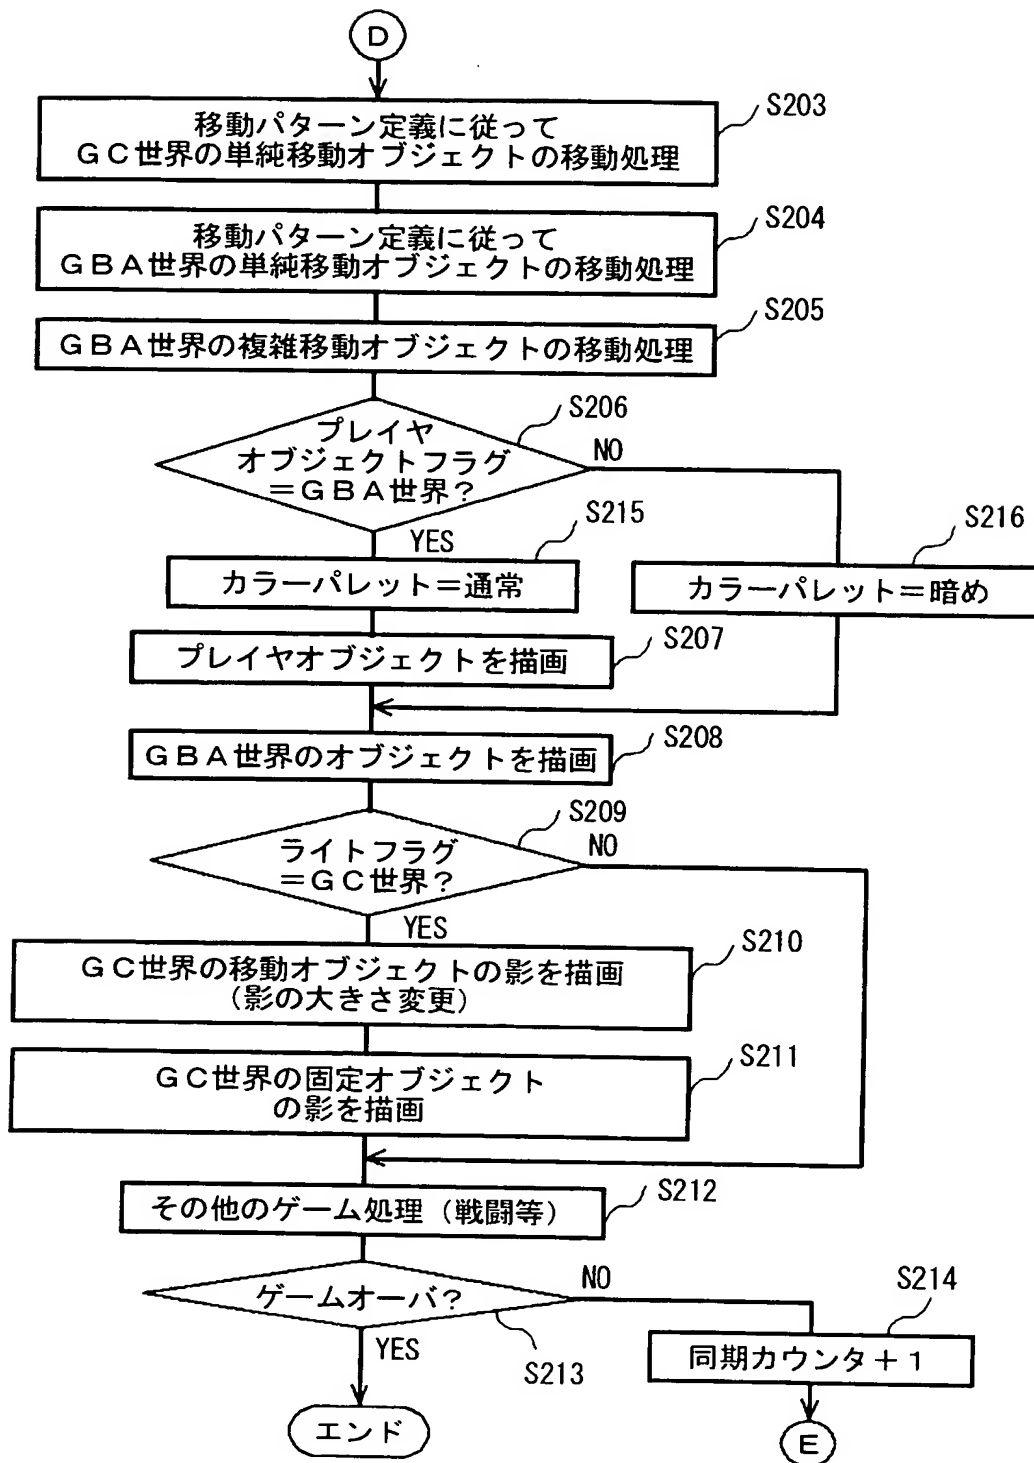 D
S203
移動パターン定義に従って
GC世界の単純移動オブジェクトの移動処理
S204
移動パターン定義に従って
GBA世界の単純移動オブジェクトの移動処理
S205
GBA世界の複雑移動オブジェクトの移動処理
S206
プレイヤ
オブジェクトフラグ
=GBA世界?
NO
YES
S215
カラーパレット=通常
S216
カラーパレット=暗め
S207
プレイヤオブジェクトを描画
S208
GBA世界のオブジェクトを描画
S209
ライトフラグ
=GC世界?
NO
YES
S210
GC世界の移動オブジェクトの影を描画
(影の大きさ変更)
S211
GC世界の固定オブジェクト
の影を描画
S212
その他のゲーム処理(戦闘等)
ゲームオーバ?
NO
YES
S213
S214
同期カウンタ+1
エンド
E